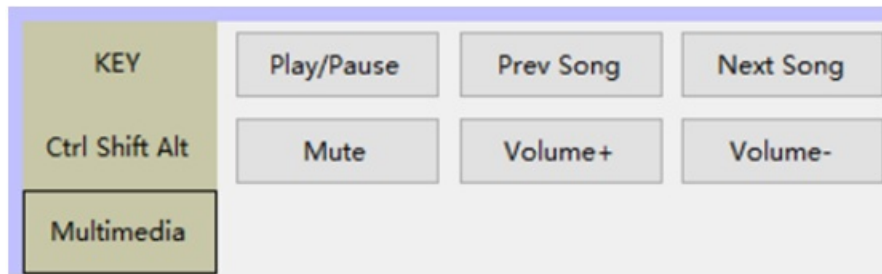 KEY
Play/Pause
Prev Song
Next Song
Ctrl Shift Alt
Mute
Volume+
Volume-
Multimedia